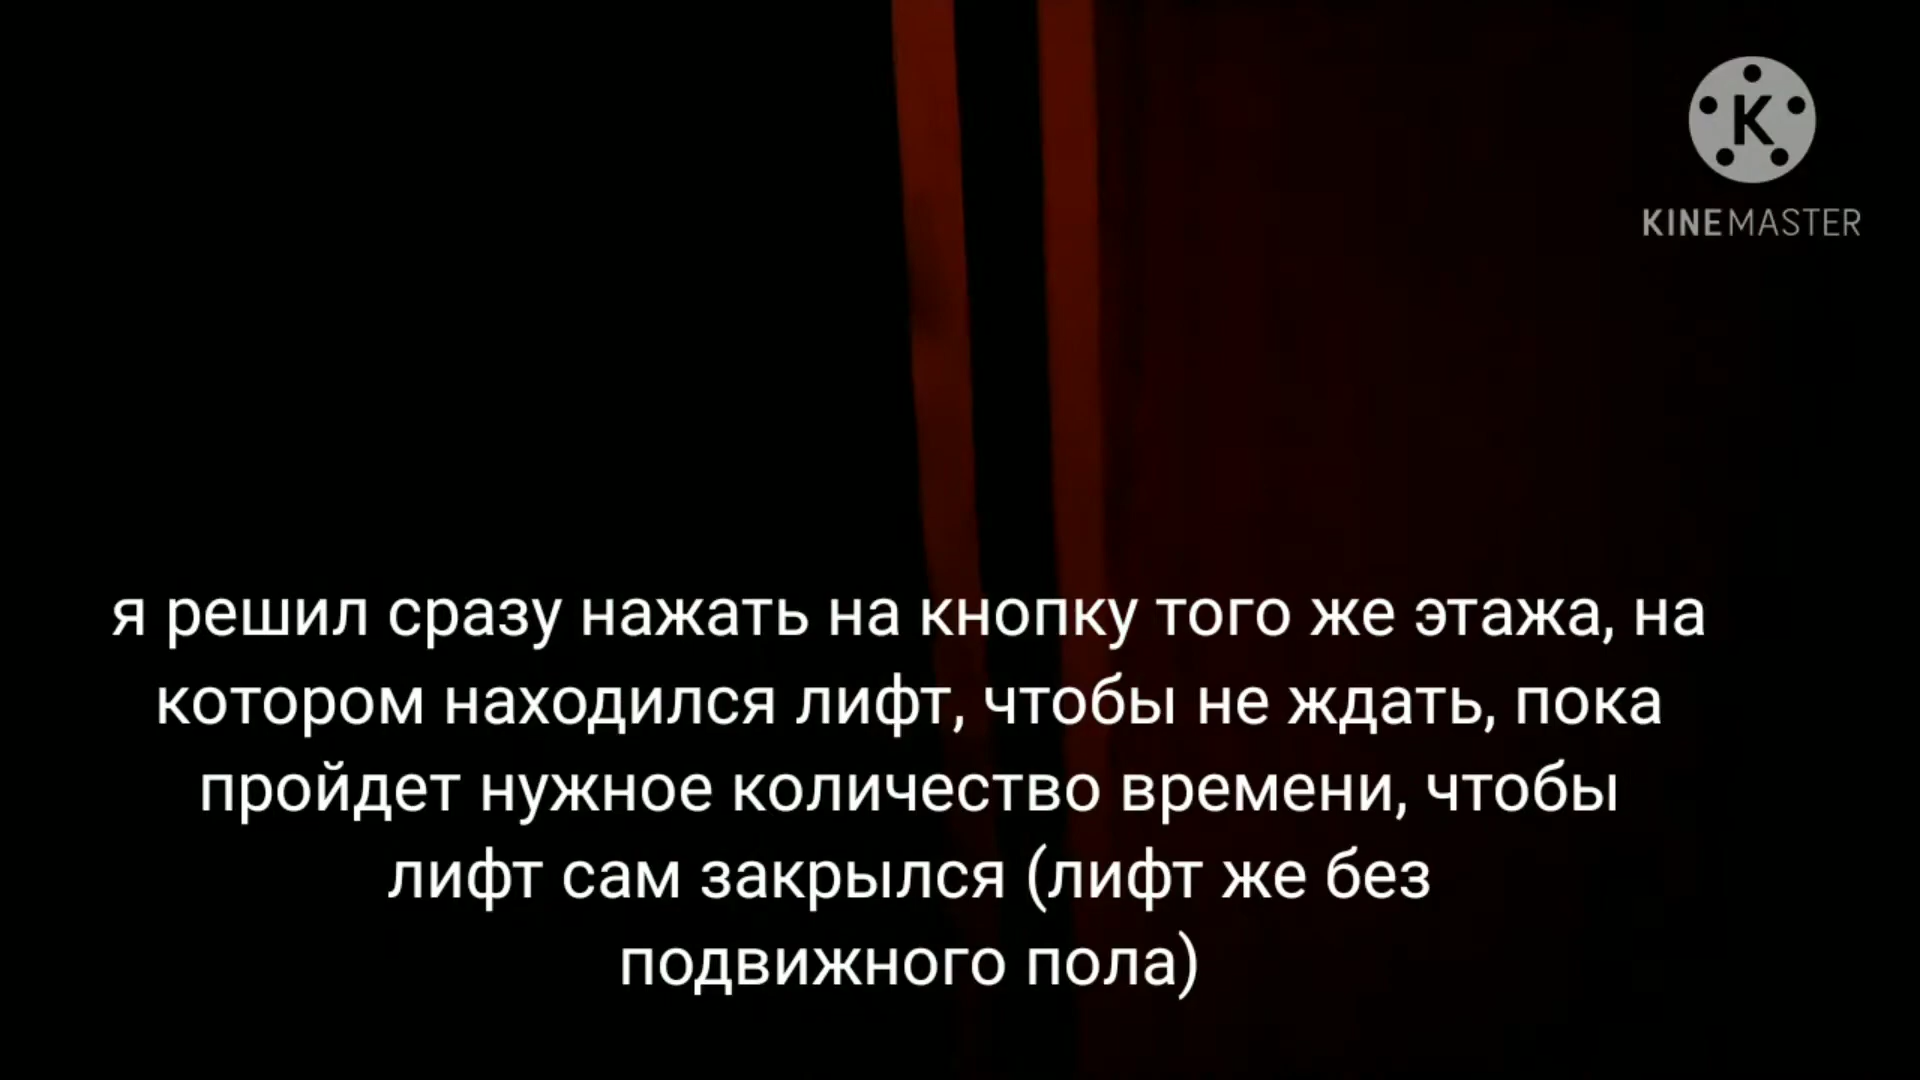 K
KINEMASTER
я решил сразу нажать на кнопку того же этажа, на
котором находился лифт, чтобы не ждать, пока
пройдет нужное количество времени, чтобы
лифт сам закрылся (лифт же без
подвижного пола)